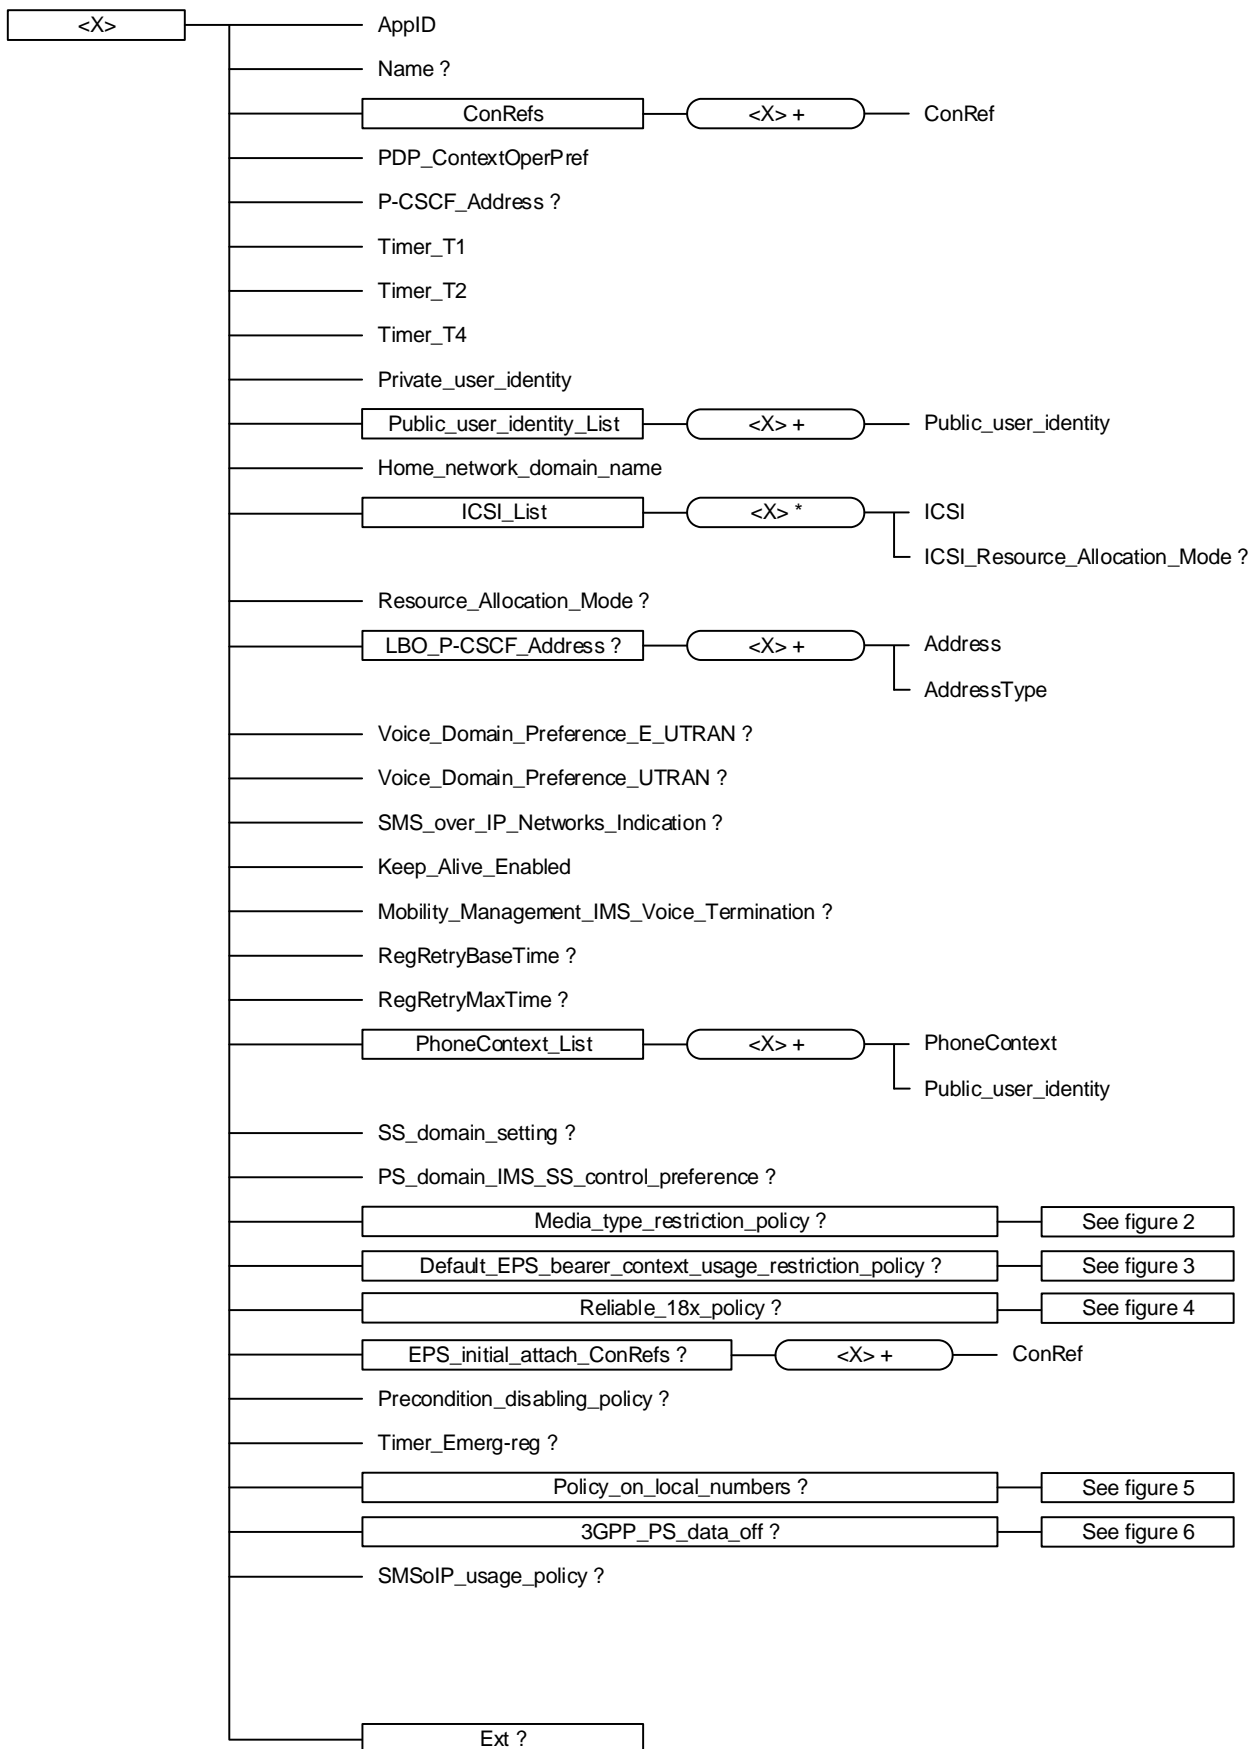 <X> AppID
Name ?
ConRefs <X> + ConRef
PDP_ContextOperPref
P-CSCF_Address ?
Timer_T1
Timer_T2
Timer_T4
Private_user_identity
Public_user_identity_List <X> + Public_user_identity
Home_network_domain_name
ICSI_List <X> * ICSI
ICSI_Resource_Allocation_Mode ?
Resource_Allocation_Mode ?
LBO_P-CSCF_Address ? <X> + Address
AddressType
Voice_Domain_Preference_E_UTRAN ?
Voice_Domain_Preference_UTRAN ?
SMS_over_IP_Networks_Indication ?
Keep_Alive_Enabled
Mobility_Management_IMS_Voice_Termination ?
RegRetryBaseTime ?
RegRetryMaxTime ?
PhoneContext_List <X> + PhoneContext
Public_user_identity
SS_domain_setting ?
PS_domain_IMS_SS_control_preference ?
Media_type_restriction_policy ? See figure 2
Default_EPS_bearer_context_usage_restriction_policy ? See figure 3
Reliable_18x_policy ? See figure 4
EPS_initial_attach_ConRefs ? <X> + ConRef
Precondition_disabling_policy ?
Timer_Emerg-reg ?
Policy_on_local_numbers ? See figure 5
3GPP_PS_data_off ? See figure 6
SMSoIP_usage_policy ?
Ext ?